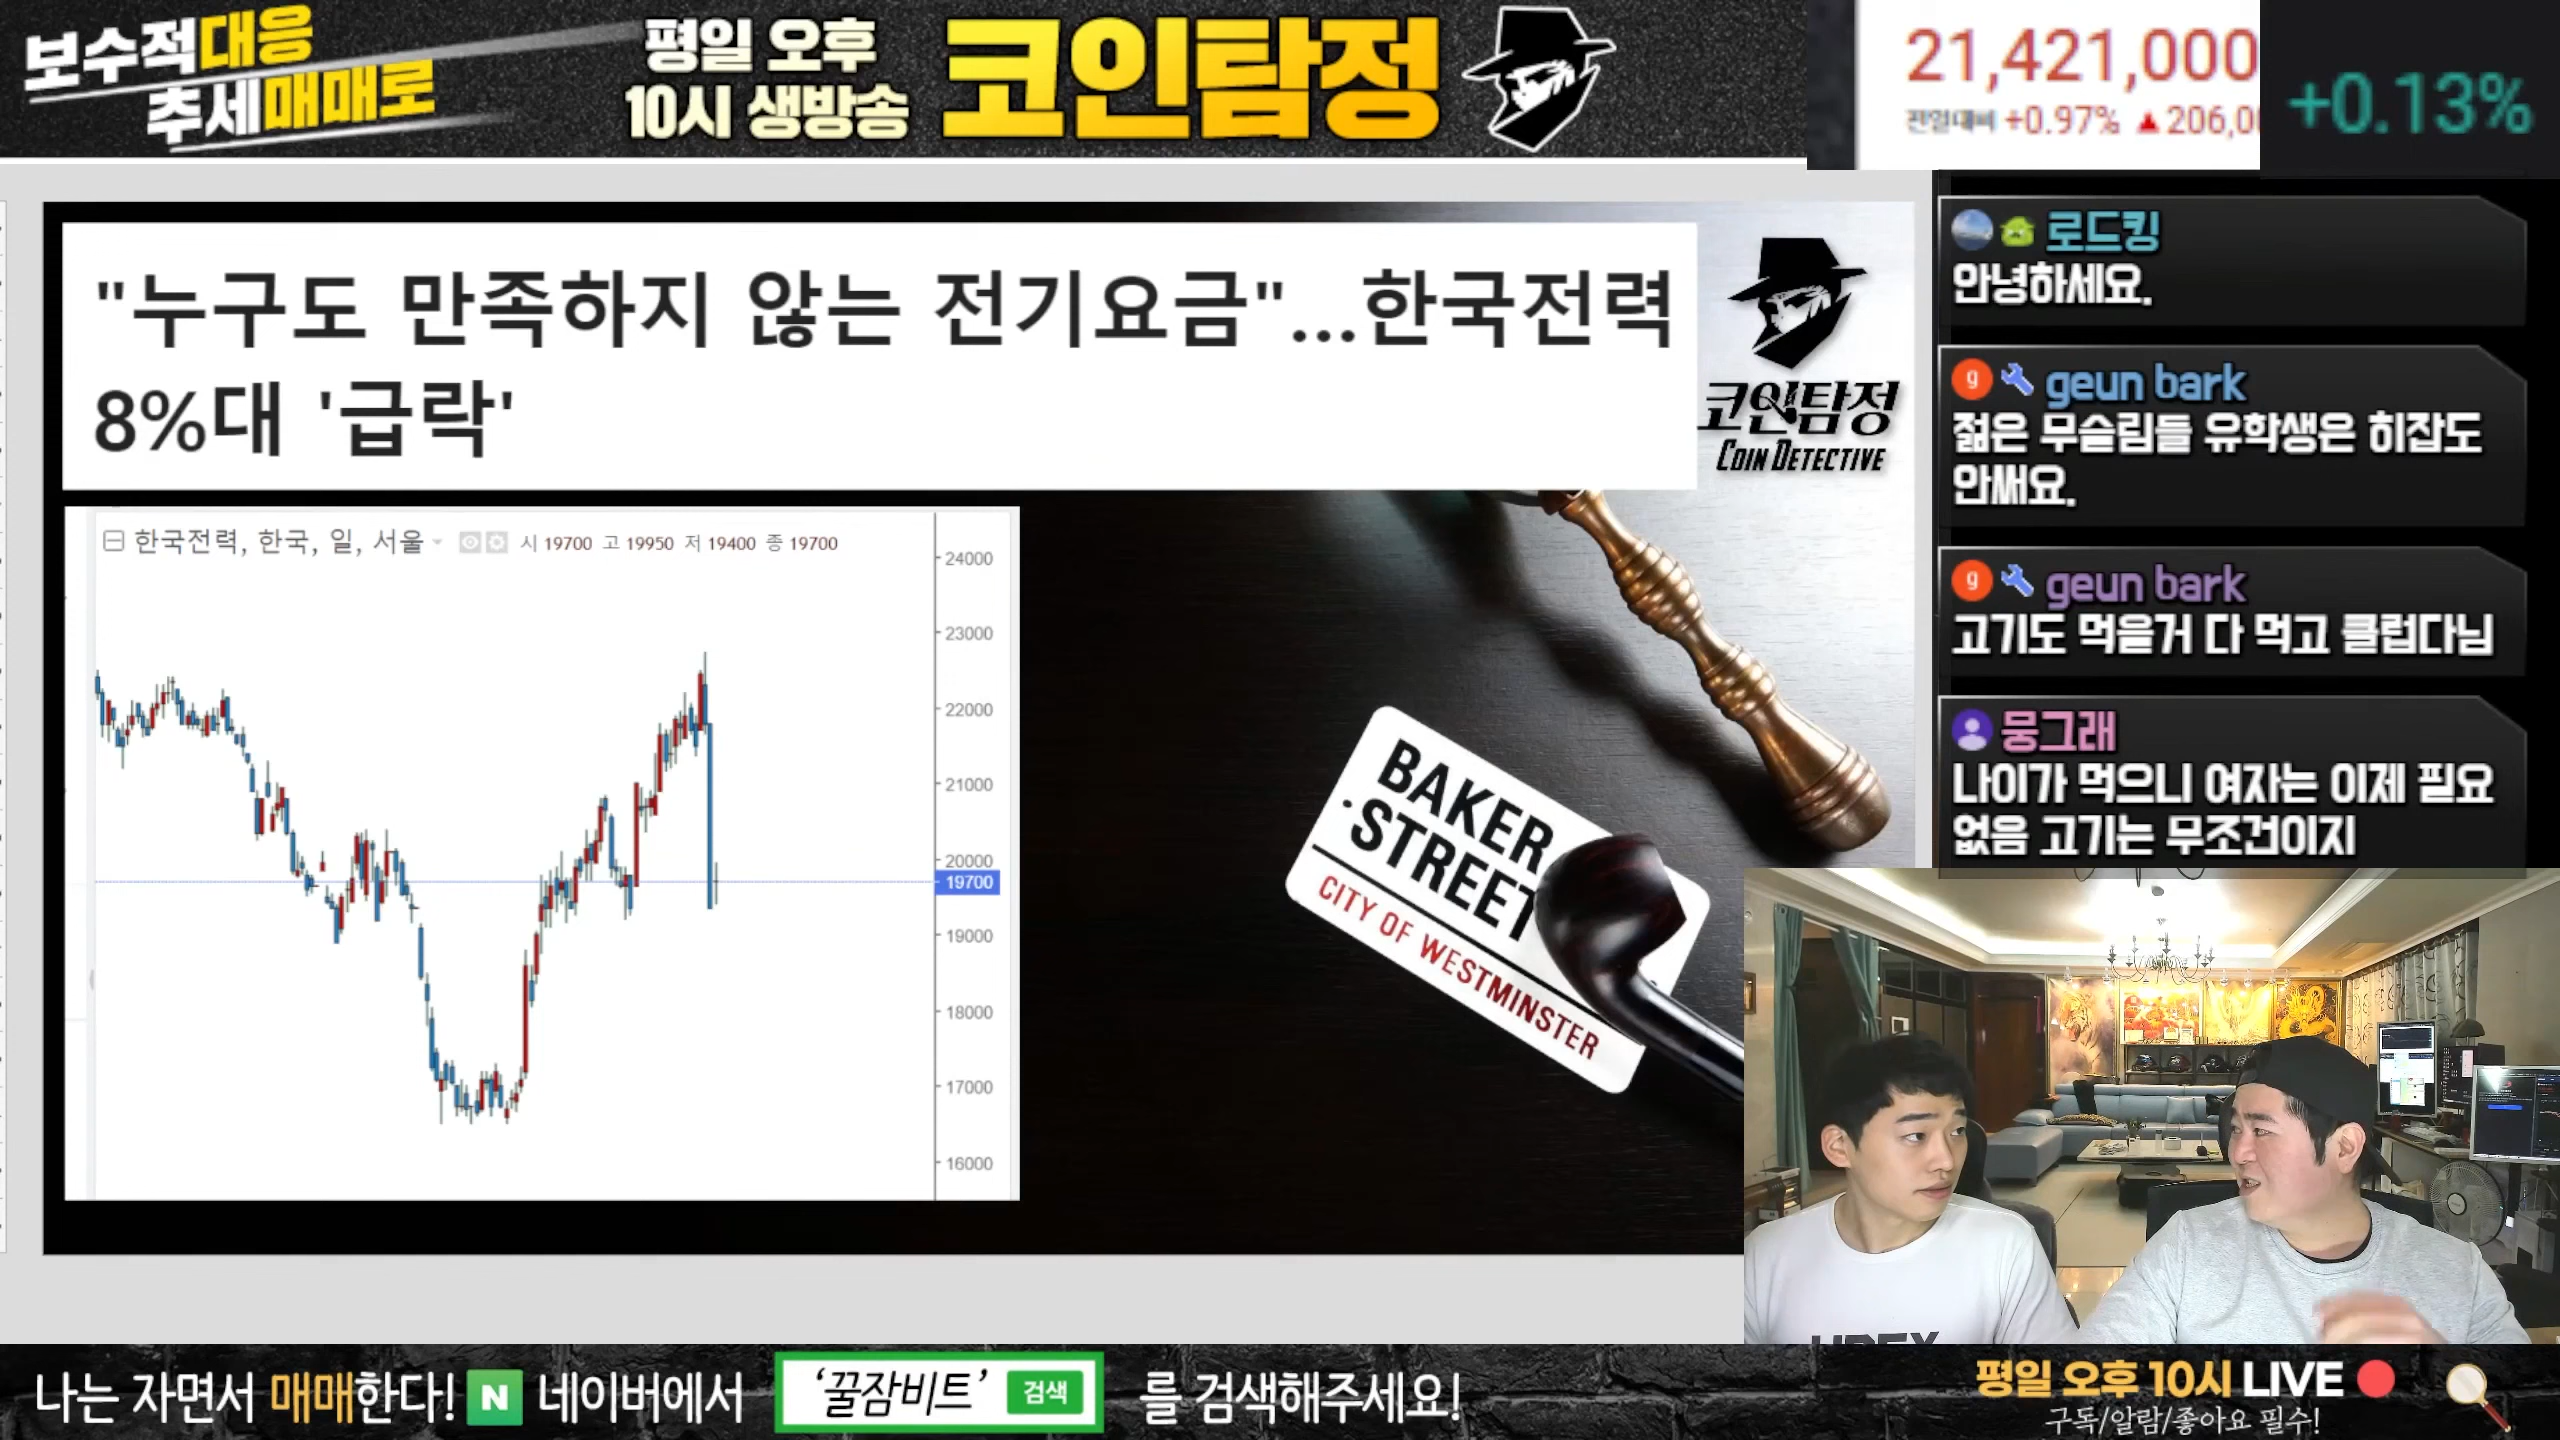 보수적대응
추세매매로
평일 오후
10시 생방송
코인탐정
21,421,000
전일대비 +0.97% ▲206,0
+0.13%
"누구도 만족하지 않는 전기요금"...한국전력
8%대 '급락'
코인탐정
COIN DETECTIVE
한국전력, 한국, 일, 서울 시 19700 고 19950 저 19400 종 19700
24000
23000
22000
21000
20000
19700
19000
18000
17000
16000
BAKER
STREET
CITY OF WESTMINSTER
로드킹
안녕하세요.
g geun bark
젊은 무슬림들 유학생은 히잡도
안써요.
g geun bark
고기도 먹을거 다 먹고 클럽다님
뭉그래
나이가 먹으니 여자는 이제 필요
없음 고기는 무조건이지
나는 자면서 매매한다! N 네이버에서 '꿀잠비트' 검색 를 검색해주세요!
평일 오후 10시 LIVE
구독/알람/좋아요 필수!